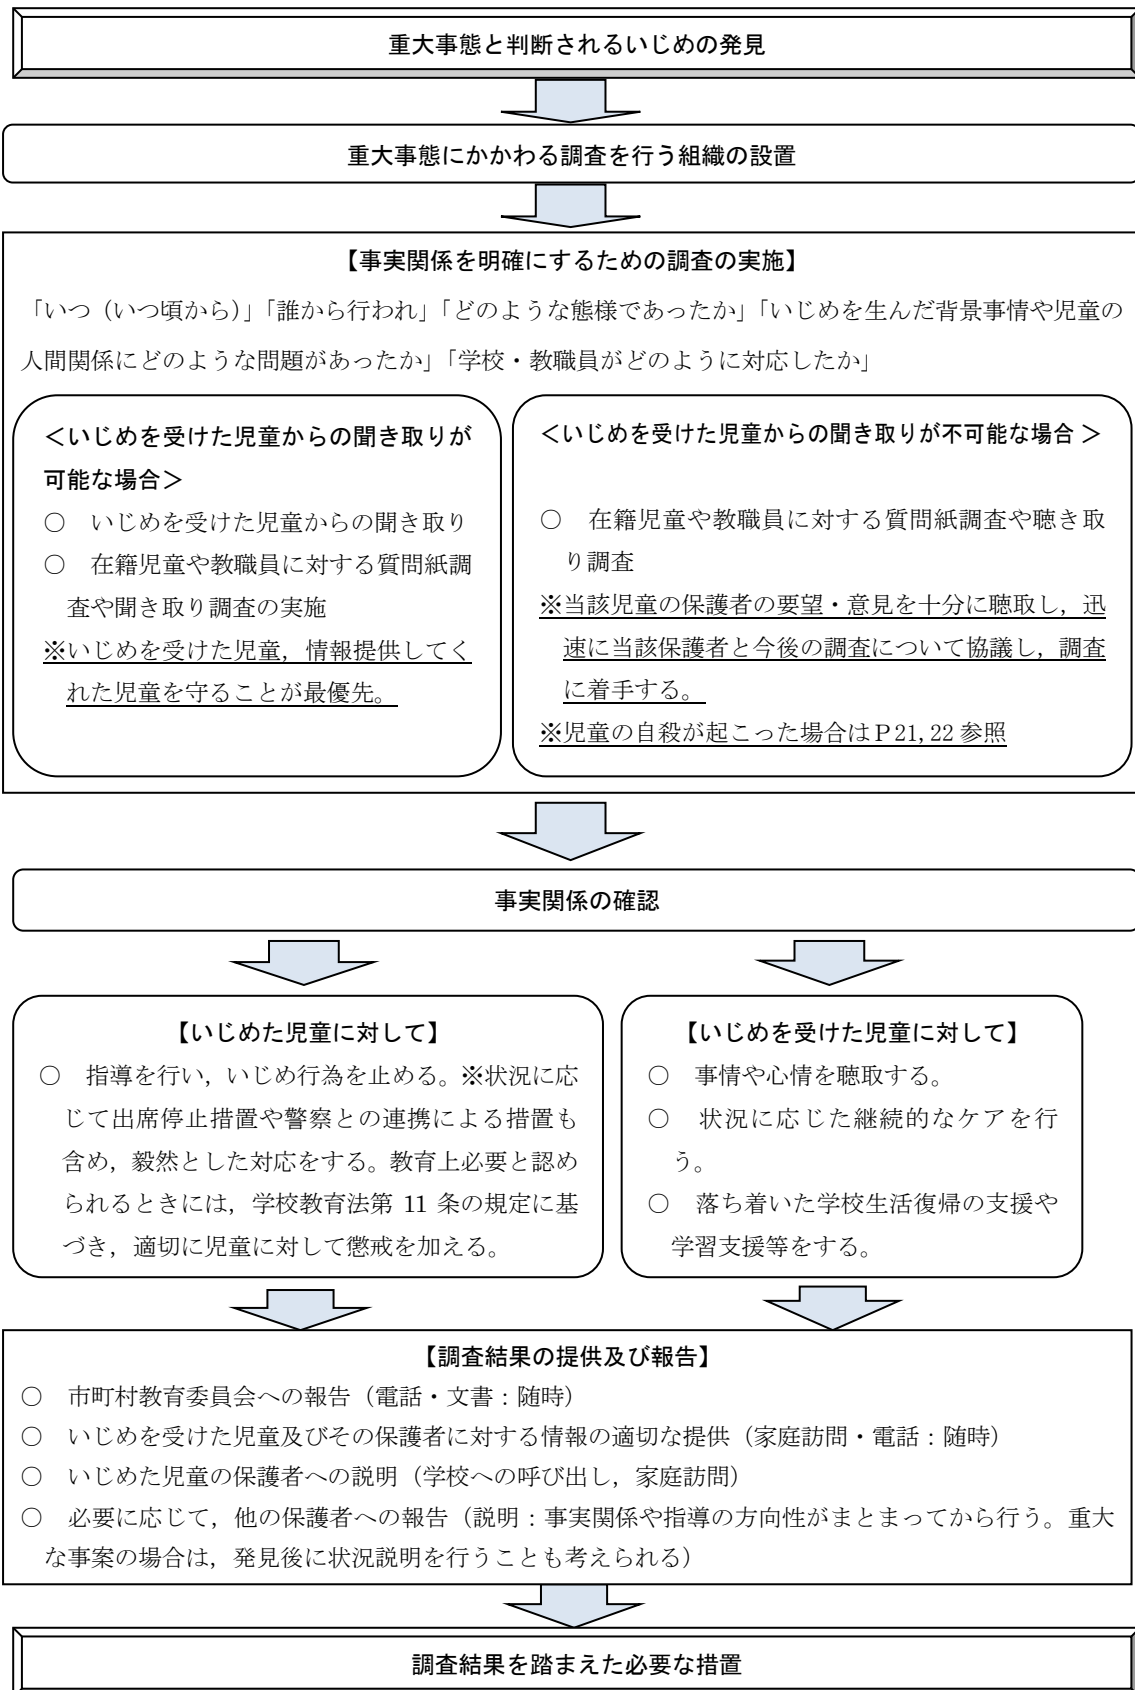 重大事態と判断されるいじめの発見
重大事態にかかわる調査を行う組織の設置
【事実関係を明確にするための調査の実施】
「いつ（いつ頃から）」「誰から行われ」「どのような態様であったか」「いじめを生んだ背景事情や児童の
人間関係にどのような問題があったか」「学校・教職員がどのように対応したか」
＜いじめを受けた児童からの聞き取りが
可能な場合＞
○　いじめを受けた児童からの聞き取り
○　在籍児童や教職員に対する質問紙調
査や聞き取り調査の実施
※いじめを受けた児童，情報提供してく
れた児童を守ることが最優先。
＜いじめを受けた児童からの聞き取りが不可能な場合 ＞
○　在籍児童や教職員に対する質問紙調査や聴き取
り調査
※当該児童の保護者の要望・意見を十分に聴取し，迅
速に当該保護者と今後の調査について協議し，調査
に着手する。
※児童の自殺が起こった場合はＰ21, 22 参照
事実関係の確認
【いじめた児童に対して】
○　指導を行い，いじめ行為を止める。※状況に応
じて出席停止措置や警察との連携による措置も
含め，毅然とした対応をする。教育上必要と認め
られるときには，学校教育法第 11 条の規定に基
づき，適切に児童に対して懲戒を加える。
【いじめを受けた児童に対して】
○　事情や心情を聴取する。
○　状況に応じた継続的なケアを行
う。
○　落ち着いた学校生活復帰の支援や
学習支援等をする。
【調査結果の提供及び報告】
○　市町村教育委員会への報告（電話・文書：随時）
○　いじめを受けた児童及びその保護者に対する情報の適切な提供（家庭訪問・電話：随時）
○　いじめた児童の保護者への説明（学校への呼び出し，家庭訪問）
○　必要に応じて，他の保護者への報告（説明：事実関係や指導の方向性がまとまってから行う。重大
な事案の場合は，発見後に状況説明を行うことも考えられる）
調査結果を踏まえた必要な措置